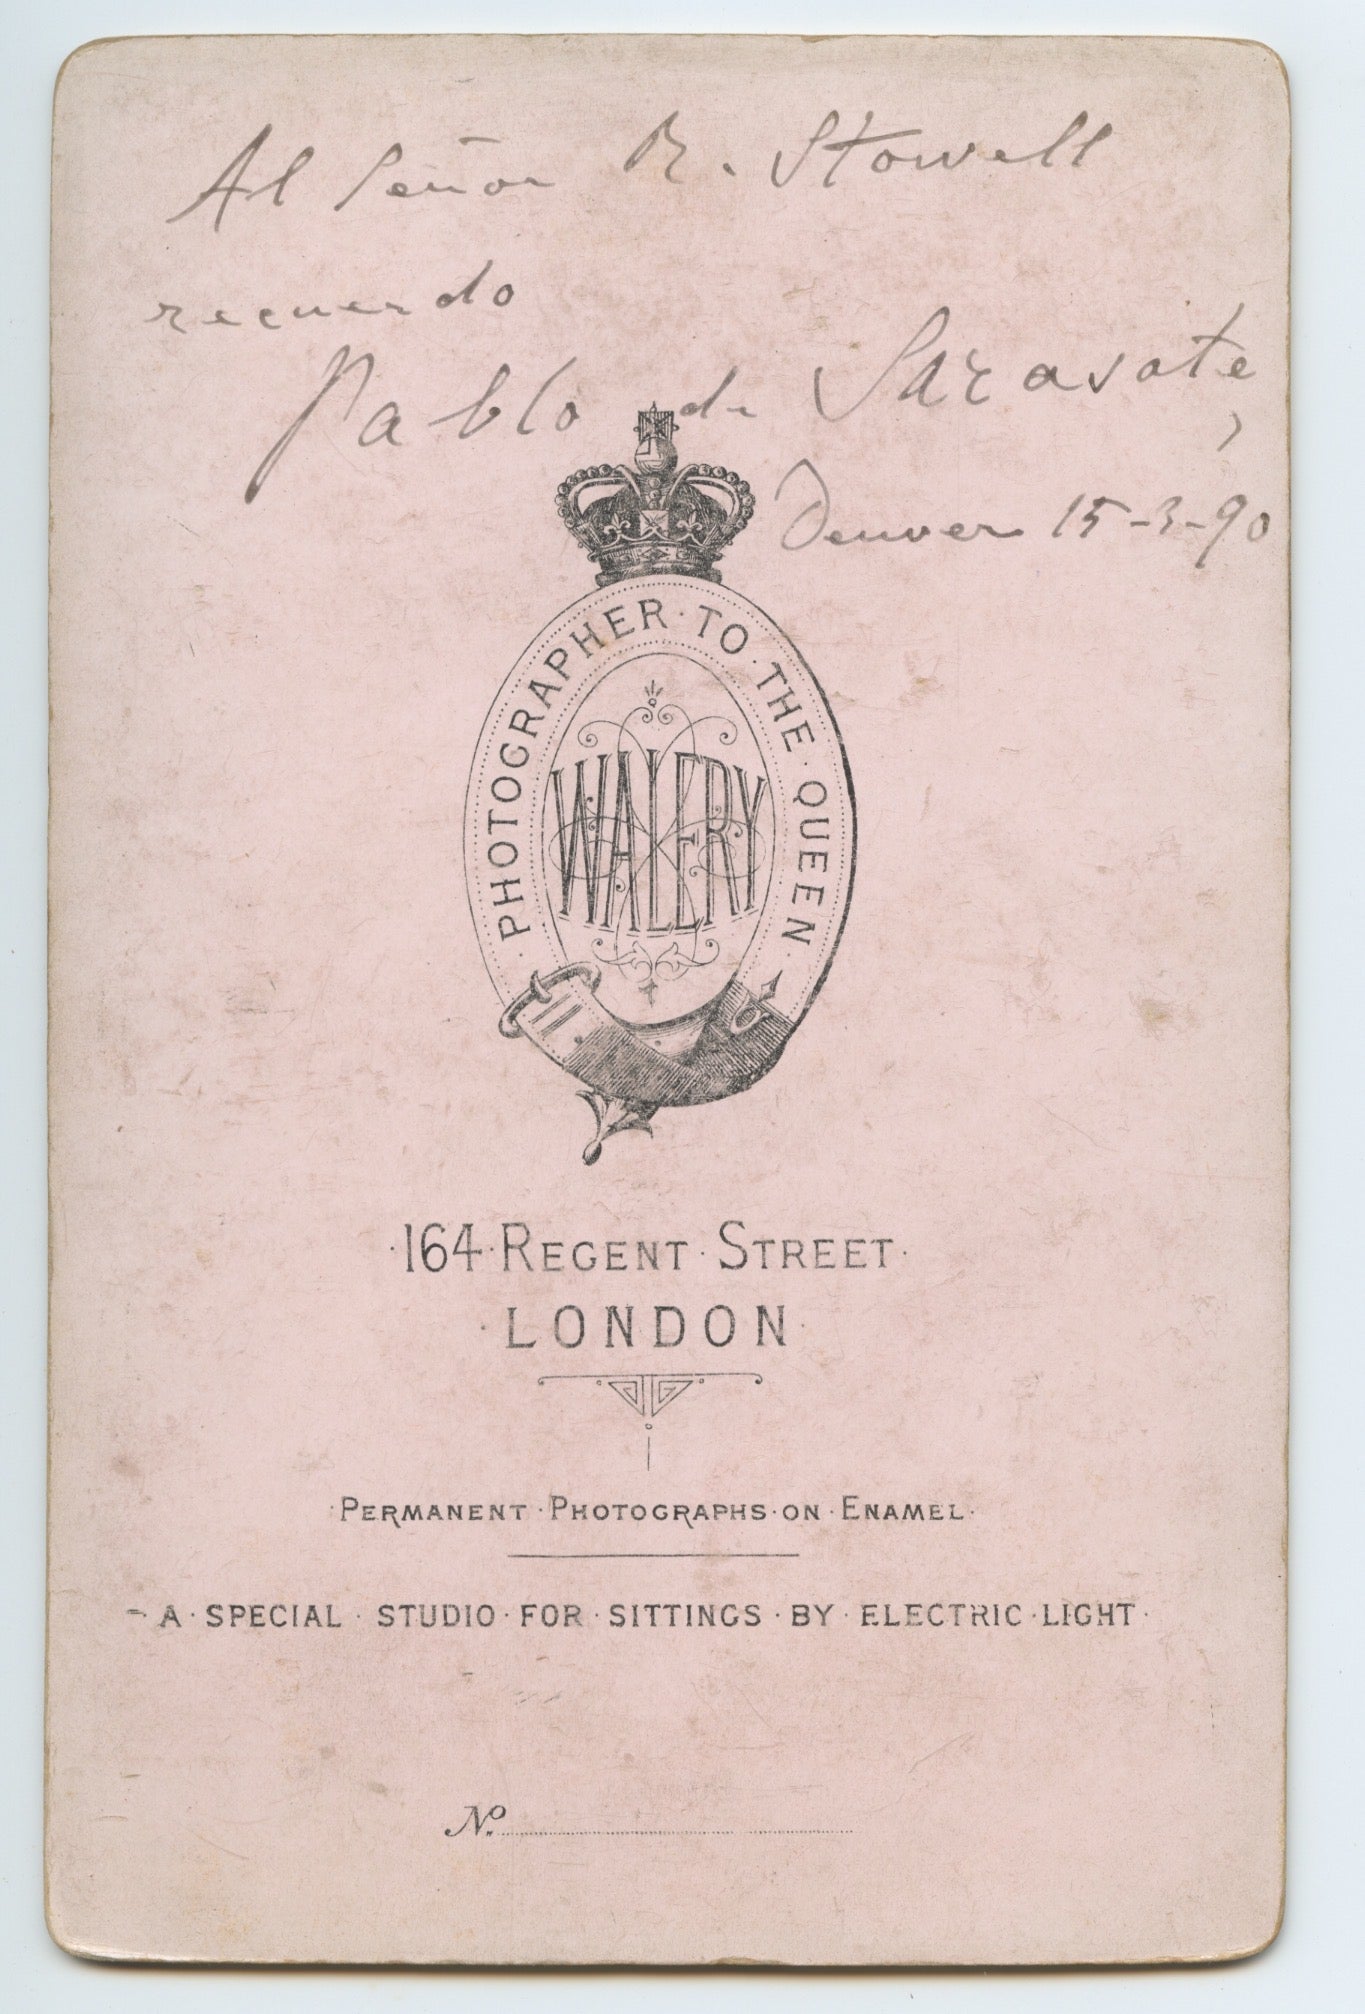 Al Señor R. Stowell
recuerdo
Pablo de Sarasate,
Denver 15-3-90
PHOTOGRAPHER · TO · THE · QUEEN ·
WALERY
· 164 · REGENT · STREET ·
· LONDON ·
· PERMANENT · PHOTOGRAPHS · ON · ENAMEL ·
- A · SPECIAL · STUDIO · FOR · SITTINGS · BY · ELECTRIC · LIGHT ·
No.